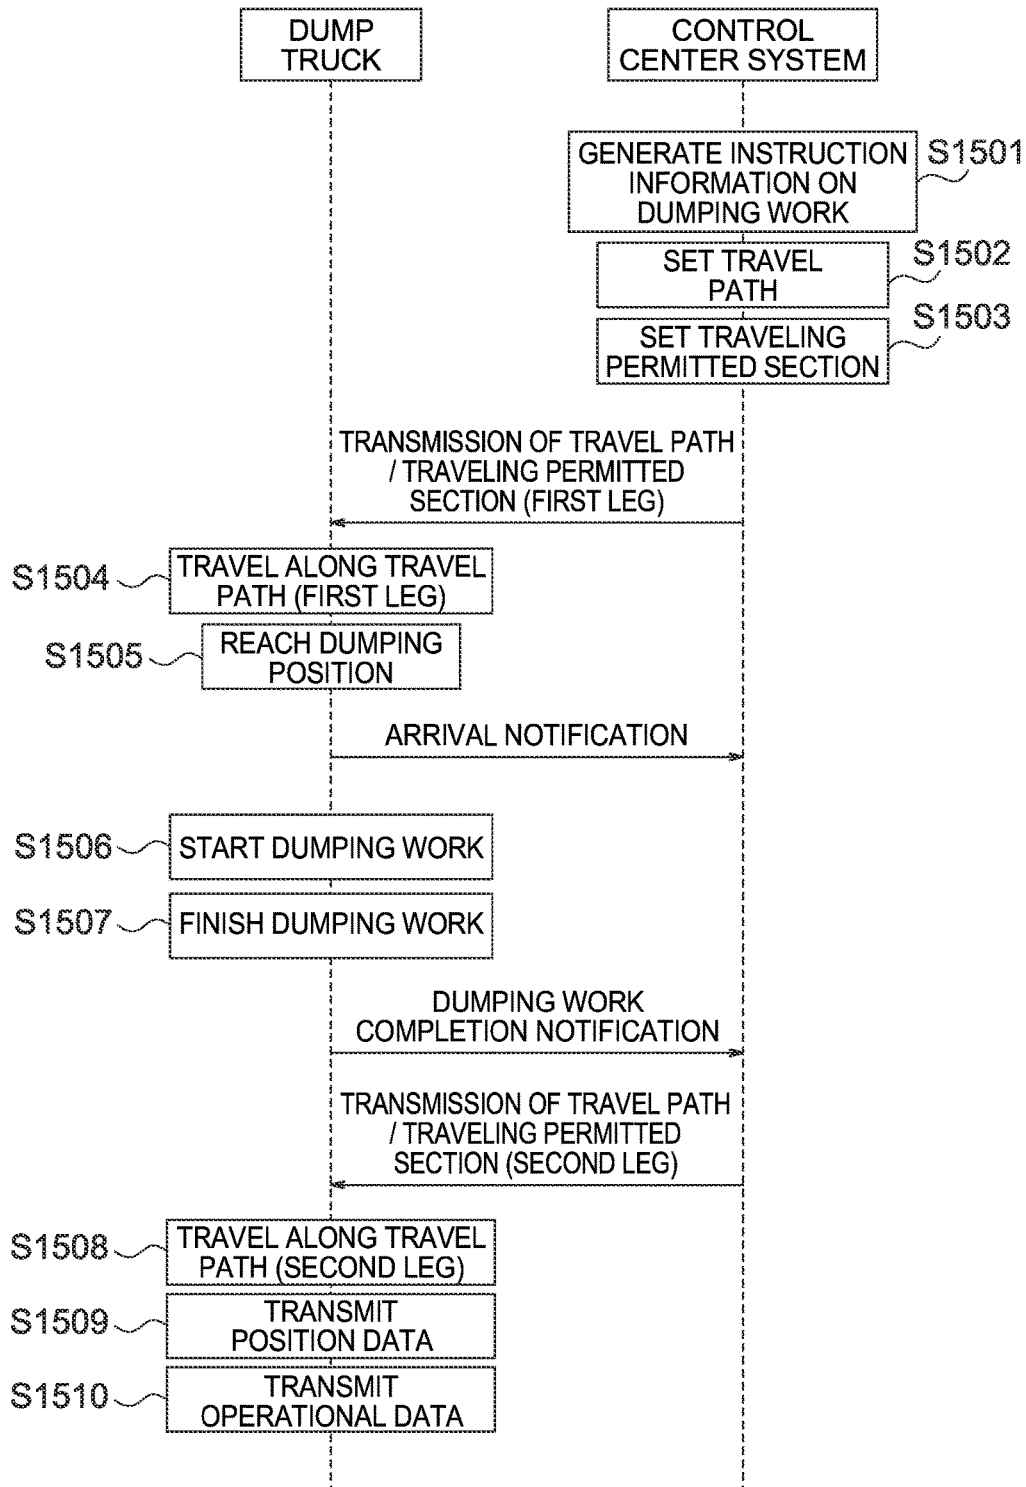 DUMP
TRUCK
CONTROL
CENTER SYSTEM
GENERATE INSTRUCTION
INFORMATION ON
DUMPING WORK
S1501
SET TRAVEL
PATH
S1502
SET TRAVELING
PERMITTED SECTION
S1503
TRANSMISSION OF TRAVEL PATH
/ TRAVELING PERMITTED
SECTION (FIRST LEG)
S1504
TRAVEL ALONG TRAVEL
PATH (FIRST LEG)
S1505
REACH DUMPING
POSITION
ARRIVAL NOTIFICATION
S1506
START DUMPING WORK
S1507
FINISH DUMPING WORK
DUMPING WORK
COMPLETION NOTIFICATION
TRANSMISSION OF TRAVEL PATH
/ TRAVELING PERMITTED
SECTION (SECOND LEG)
S1508
TRAVEL ALONG TRAVEL
PATH (SECOND LEG)
S1509
TRANSMIT
POSITION DATA
S1510
TRANSMIT
OPERATIONAL DATA